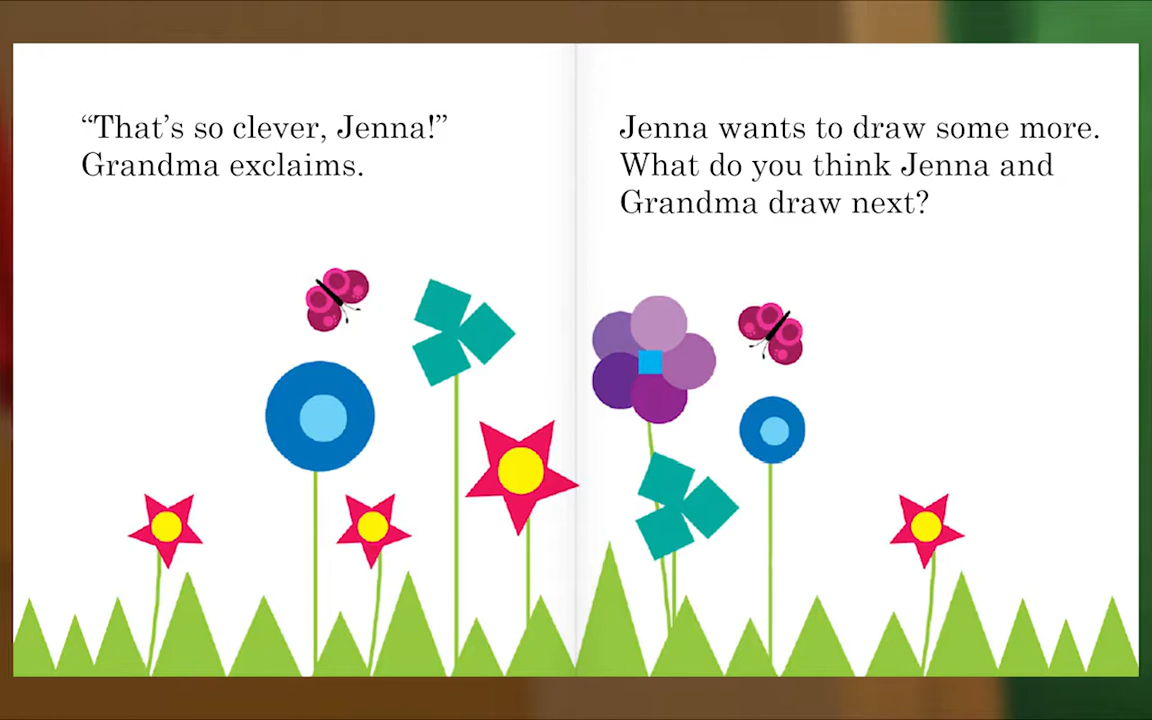 “That’s so clever, Jenna!”
Grandma exclaims.
Jenna wants to draw some more.
What do you think Jenna and
Grandma draw next?